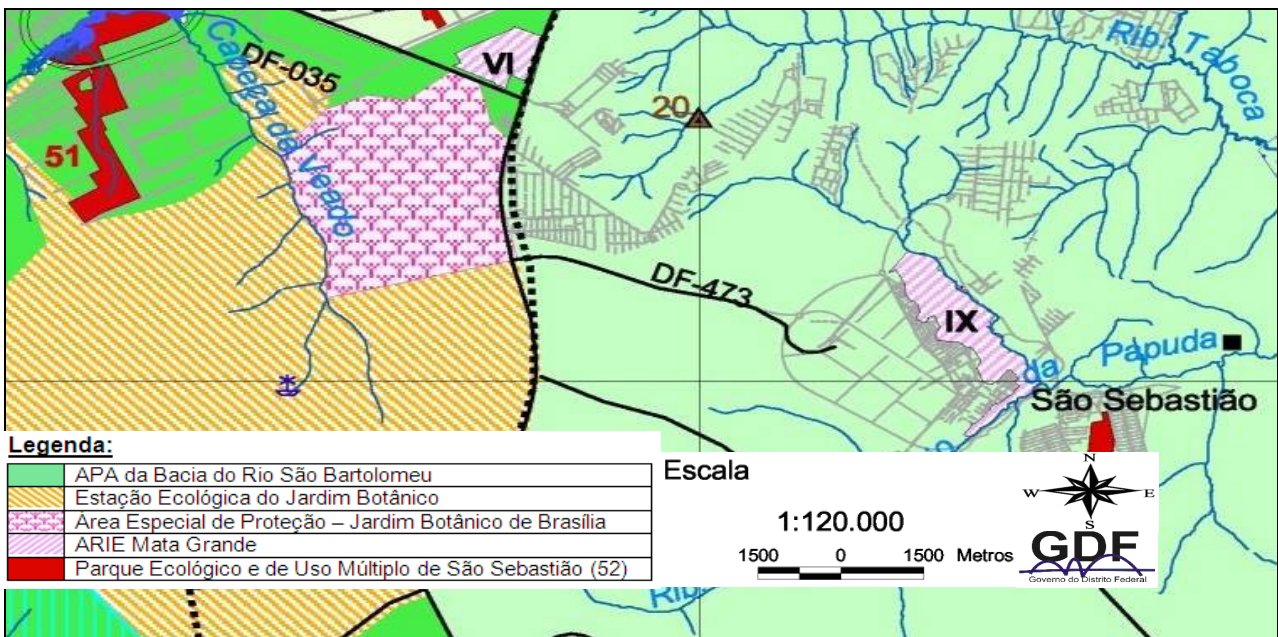 Cabeça de Veado
DF-035
VI
20
Rib. Taboca
51
DF-473
IX
da Papuda
São Sebastião
Legenda:
APA da Bacia do Rio São Bartolomeu
Estação Ecológica do Jardim Botânico
Área Especial de Proteção – Jardim Botânico de Brasília
ARIE Mata Grande
Parque Ecológico e de Uso Múltiplo de São Sebastião (52)
Escala
1:120.000
1500 0 1500 Metros
N
W E
S
GDF
Governo do Distrito Federal
Rib.